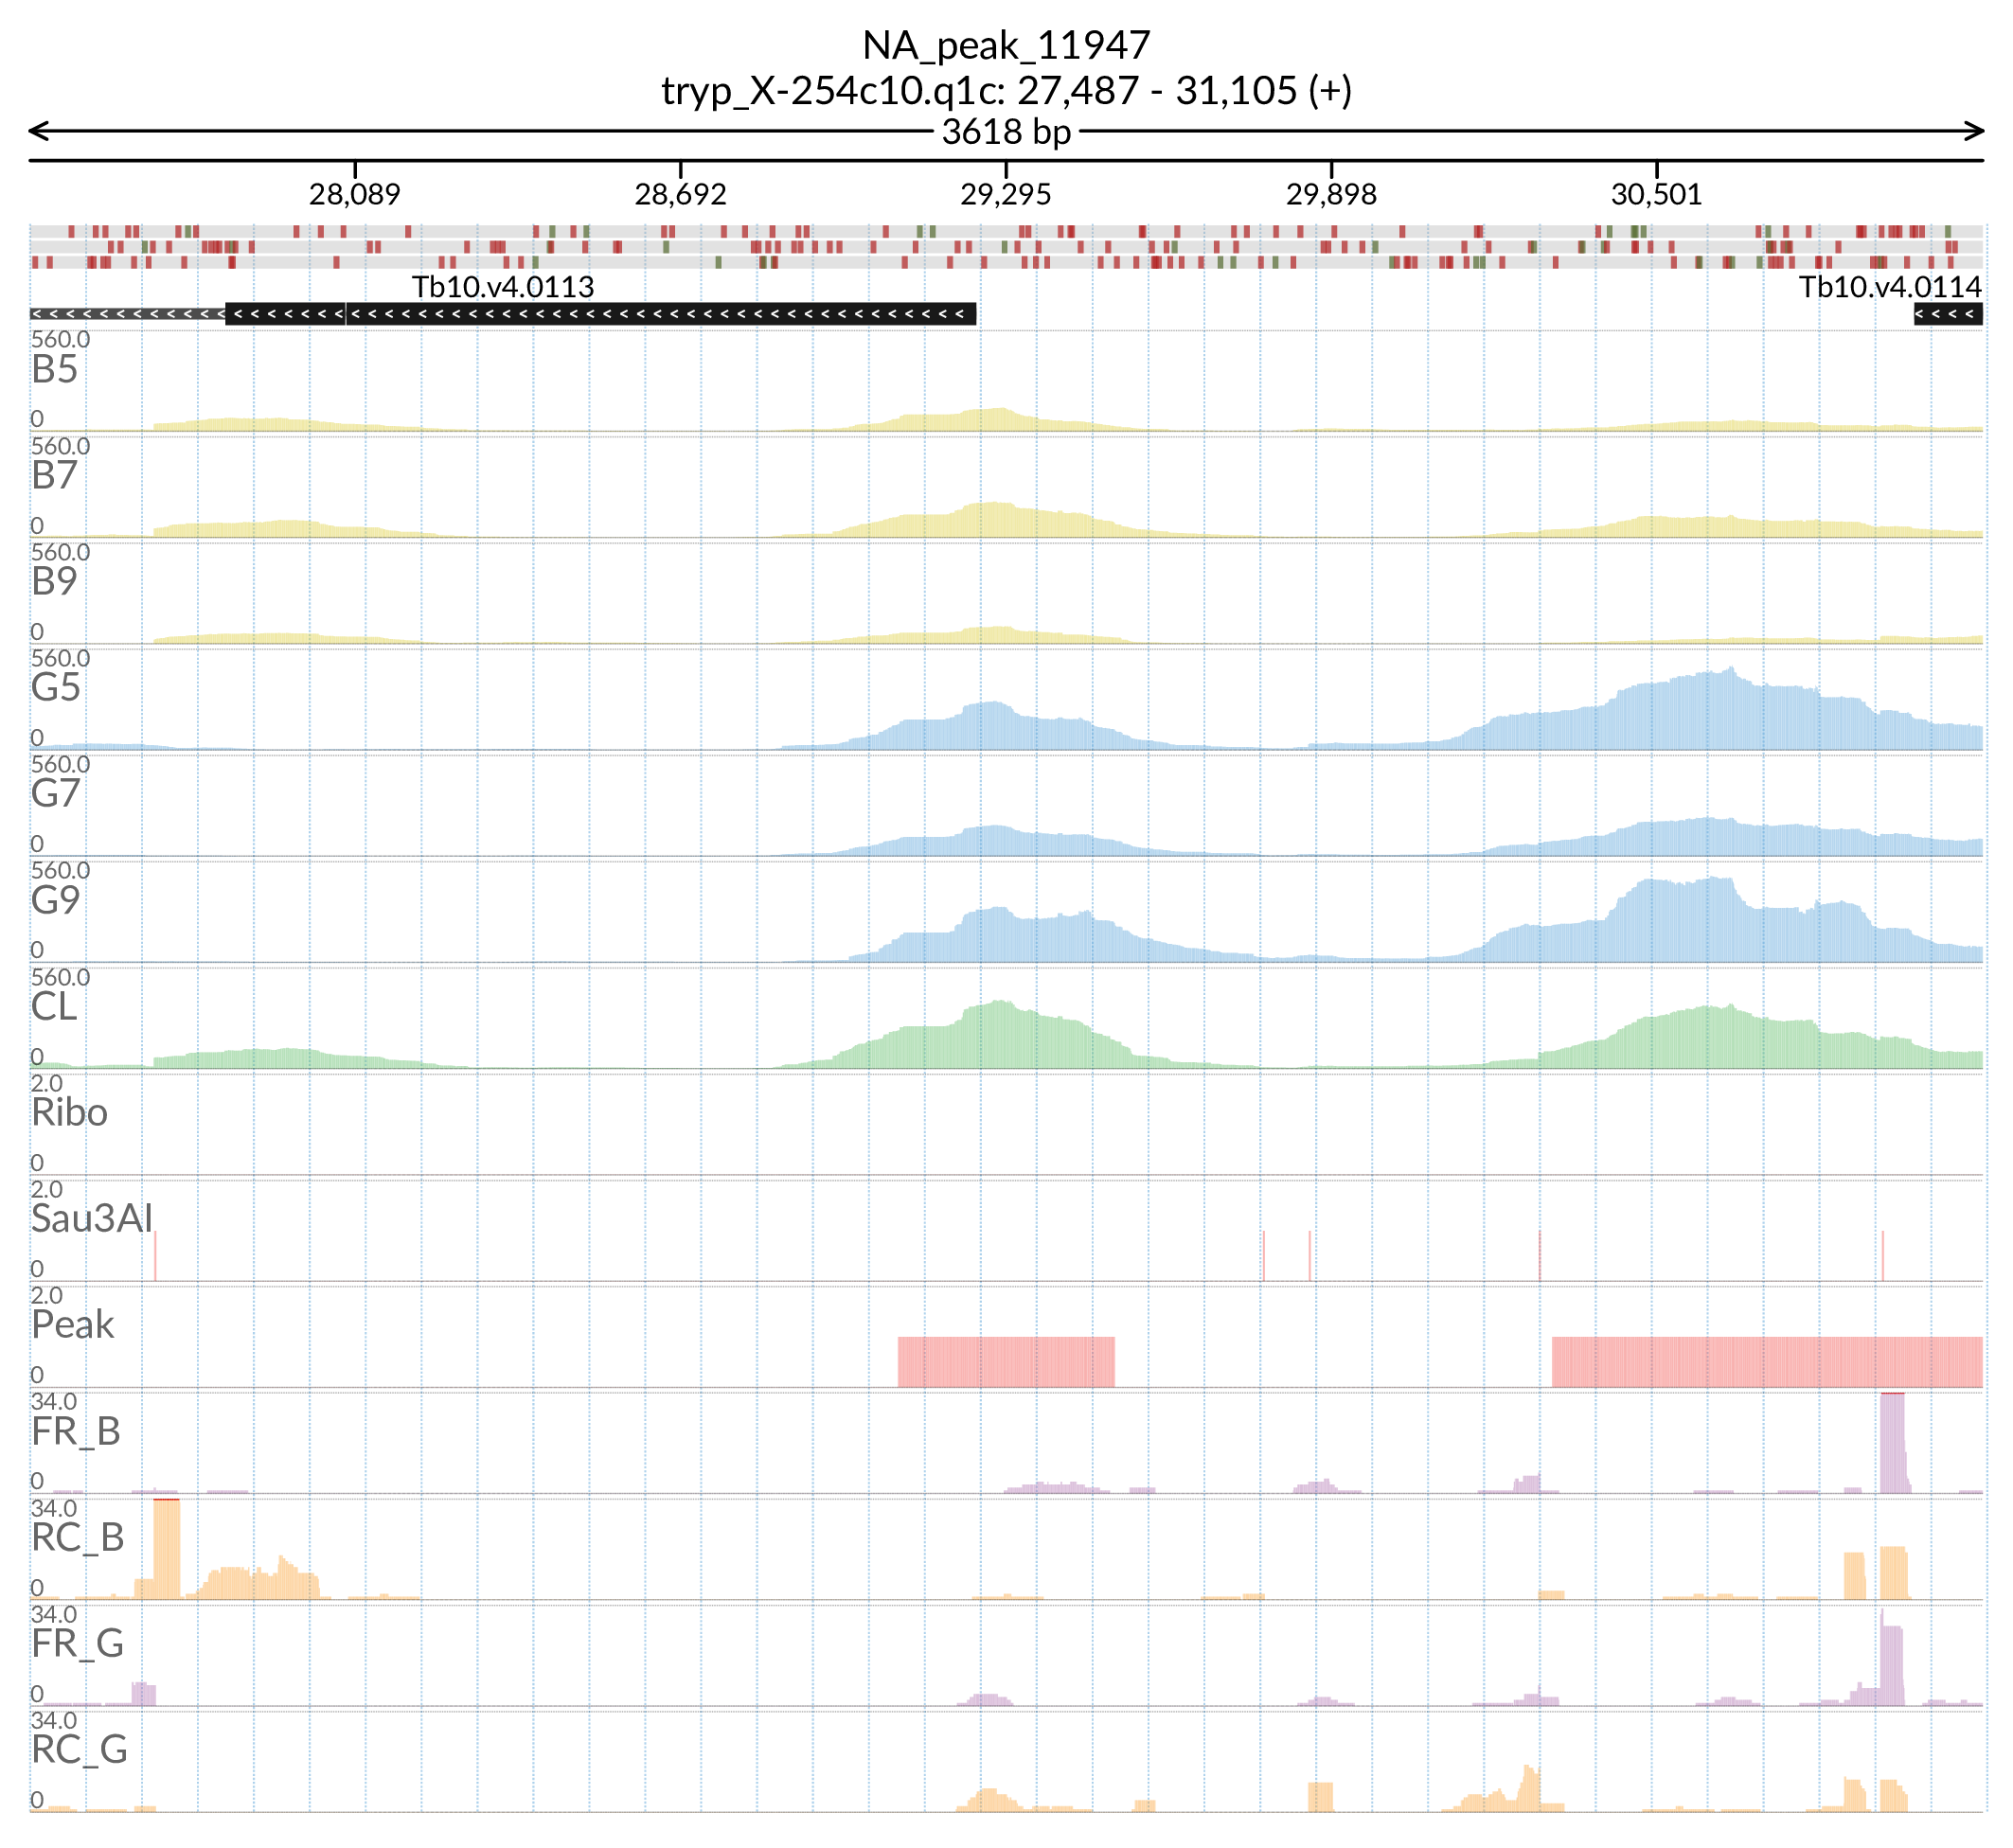 NA_peak_11947
tryp_X-254c10.q1c: 27,487 - 31,105 (+)
3618 bp
28,089 28,692 29,295 29,898 30,501
Tb10.v4.0113 Tb10.v4.0114
560.0
B5
0
560.0
B7
0
560.0
B9
0
560.0
G5
0
560.0
G7
0
560.0
G9
0
560.0
CL
0
2.0
Ribo
0
2.0
Sau3AI
0
2.0
Peak
0
34.0
FR_B
0
34.0
RC_B
0
34.0
FR_G
0
34.0
RC_G
0